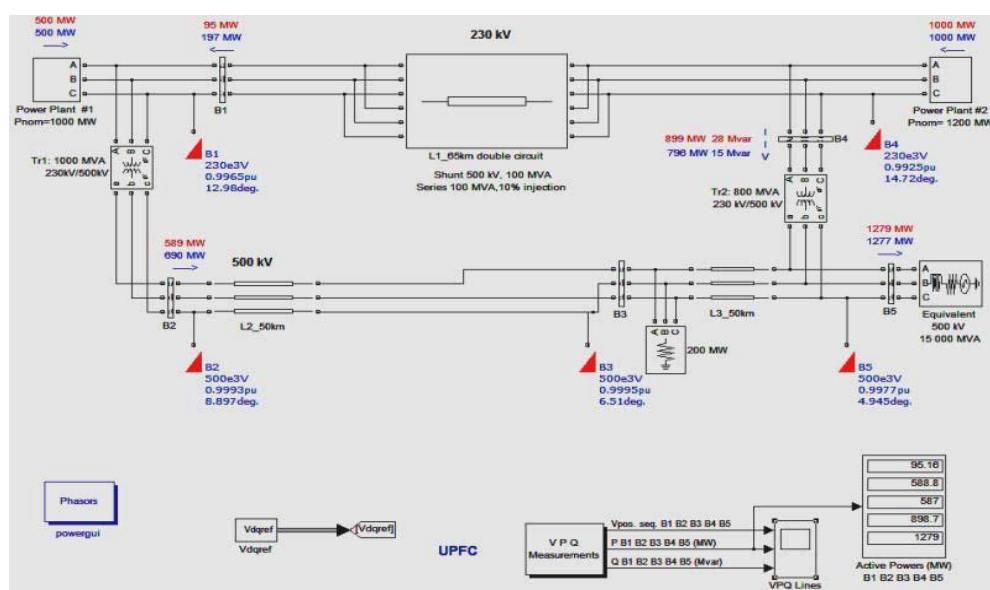 500 MW
500 MW
95 MW
197 MW
230 kV
1000 MW
1000 MW
A
B
C
A
B
C
Power Plant #1
Pnom=1000 MW
B1
Power Plant #2
Pnom= 1200 MW
899 MW 28 Mvar
796 MW 15 Mvar
I
V
B4
L1_65km double circuit
Shunt 500 kV, 100 MVA
Series 100 MVA,10% injection
Tr1: 1000 MVA
230kV/500kV
A B C
a b c
B1
230e3V
0.9965pu
12.98deg.
B4
230e3V
0.9925pu
14.72deg.
Tr2: 800 MVA
230 kV/500 kV
A B C
a b c
589 MW
690 MW
500 kV
1279 MW
1277 MW
B2
L2_50km
B3
L3_50km
B5
A
B
C
Equivalent
500 kV
15 000 MVA
A B C
200 MW
B2
500e3V
0.9993pu
8.897deg.
B3
500e3V
0.9995pu
6.51deg.
B5
500e3V
0.9977pu
4.945deg.
Phasors
powergui
Vdqref
Vdqref
[Vdqref]
UPFC
V P Q
Measurements
Vpos. seq. B1 B2 B3 B4 B5
P B1 B2 B3 B4 B5 (MW)
Q B1 B2 B3 B4 B5 (Mvar)
VPQ Lines
95.16
588.8
587
898.7
1279
Active Powers (MW)
B1 B2 B3 B4 B5